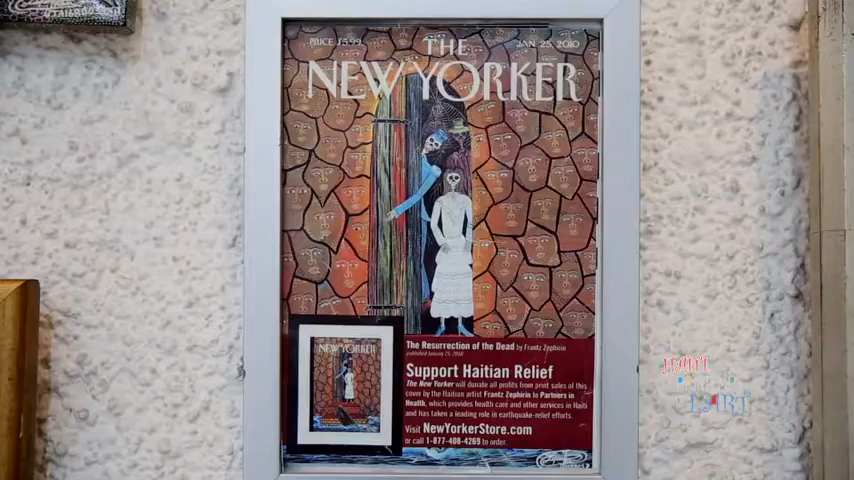 PRICE $5.99
THE
JAN. 25, 2010
NEW YORKER
The Resurrection of the Dead by Frantz Zephirin
published January 25, 2010
Support Haitian Relief
The New Yorker will donate all profits from print sales of this
cover by the Haitian artist Frantz Zephirin to Partners in
Health, which provides health care and other services in Haiti
and has taken a leading role in earthquake-relief efforts.
Visit NewYorkerStore.com
or call 1-877-408-4269 to order.
NEW YORKER
HAITI
L'ART